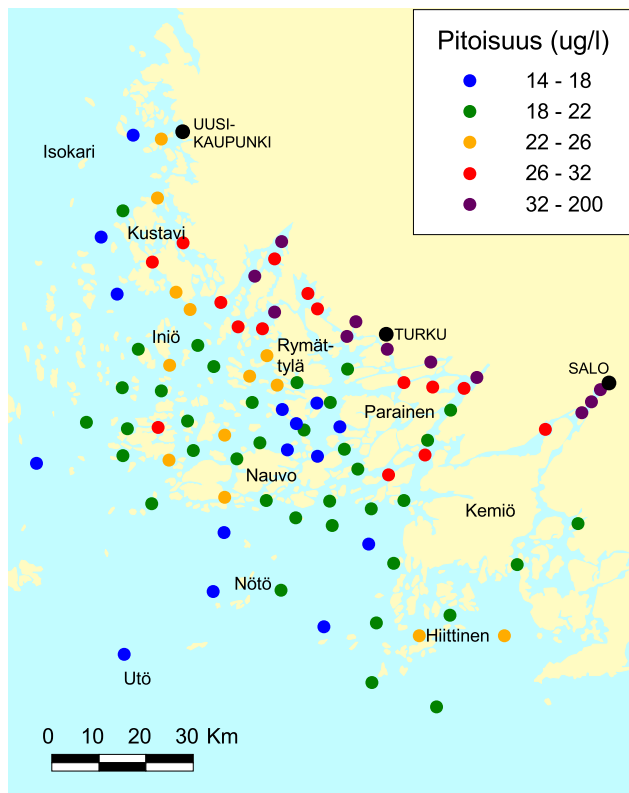 Pitoisuus (ug/l)
14 - 18
18 - 22
22 - 26
26 - 32
32 - 200
UUSI-
KAUPUNKI
Isokari
Kustavi
Iniö
Rymät-
tylä
TURKU
SALO
Parainen
Nauvo
Kemiö
Nötö
Hiittinen
Utö
0 10 20 30 Km